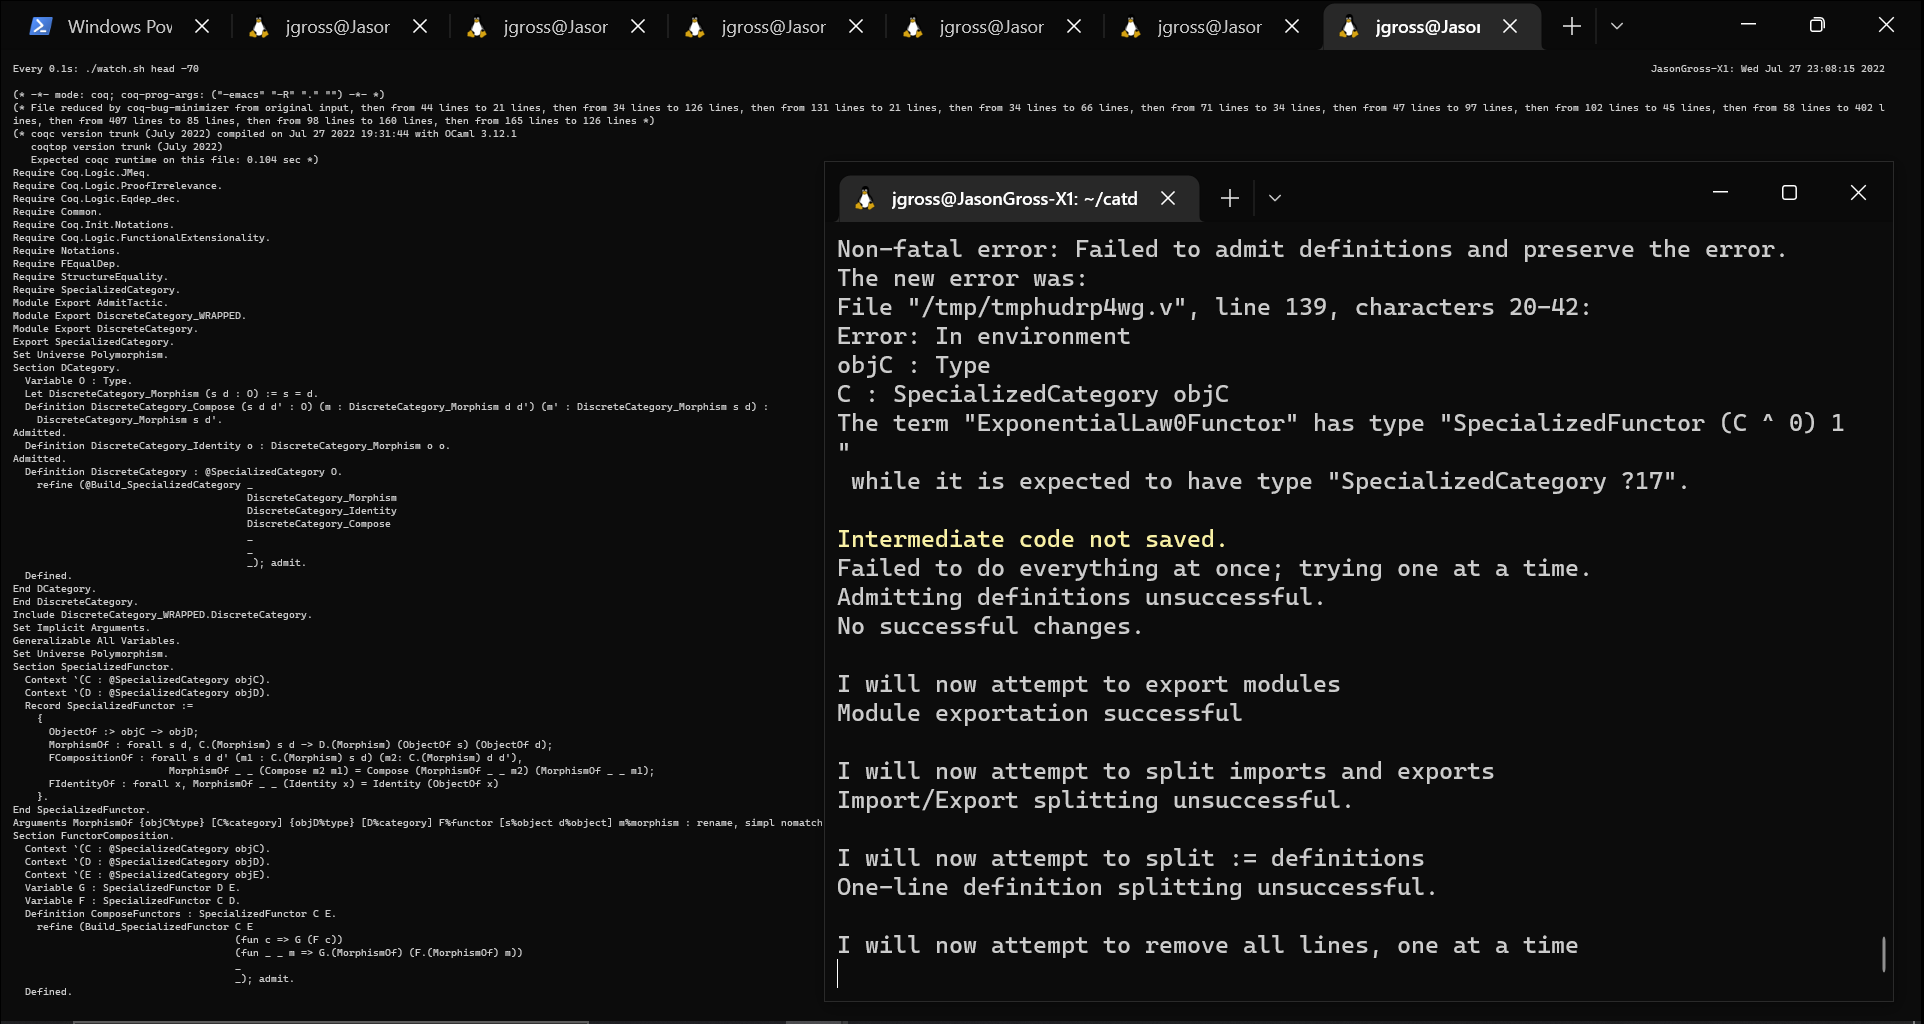 Windows Pov
jgross@Jasor
jgross@Jasor
jgross@Jasor
jgross@Jasor
jgross@Jasor
jgross@Jasor
Every 0.1s: ./watch.sh head -70
JasonGross-X1: Wed Jul 27 23:08:15 2022
(* -*- mode: coq; coq-prog-args: ("-emacs" "-R" "." "") -*- *)
(* File reduced by coq-bug-minimizer from original input, then from 44 lines to 21 lines, then from 34 lines to 126 lines, then from 131 lines to 21 lines, then from 34 lines to 66 lines, then from 71 lines to 34 lines, then from 47 lines to 97 lines, then from 102 lines to 45 lines, then from 58 lines to 402 l
ines, then from 407 lines to 85 lines, then from 98 lines to 160 lines, then from 165 lines to 126 lines *)
(* coqc version trunk (July 2022) compiled on Jul 27 2022 19:31:44 with OCaml 3.12.1
coqtop version trunk (July 2022)
Expected coqc runtime on this file: 0.104 sec *)
Require Coq.Logic.JMeq.
Require Coq.Logic.ProofIrrelevance.
Require Coq.Logic.Eqdep_dec.
Require Common.
Require Coq.Init.Notations.
Require Coq.Logic.FunctionalExtensionality.
Require Notations.
Require FEqualDep.
Require StructureEquality.
Require SpecializedCategory.
Module Export AdmitTactic.
Module Export DiscreteCategory_WRAPPED.
Module Export DiscreteCategory.
Export SpecializedCategory.
Set Universe Polymorphism.
Section DCategory.
Variable O : Type.
Let DiscreteCategory_Morphism (s d : O) := s = d.
Definition DiscreteCategory_Compose (s d d' : O) (m : DiscreteCategory_Morphism d d') (m' : DiscreteCategory_Morphism s d) :
DiscreteCategory_Morphism s d'.
Admitted.
Definition DiscreteCategory_Identity o : DiscreteCategory_Morphism o o.
Admitted.
Definition DiscreteCategory : @SpecializedCategory O.
refine (@Build_SpecializedCategory _
DiscreteCategory_Morphism
DiscreteCategory_Identity
DiscreteCategory_Compose
_
_
_); admit.
Defined.
End DCategory.
End DiscreteCategory.
Include DiscreteCategory_WRAPPED.DiscreteCategory.
Set Implicit Arguments.
Generalizable All Variables.
Set Universe Polymorphism.
Section SpecializedFunctor.
Context `(C : @SpecializedCategory objC).
Context `(D : @SpecializedCategory objD).
Record SpecializedFunctor :=
{
ObjectOf :> objC -> objD;
MorphismOf : forall s d, C.(Morphism) s d -> D.(Morphism) (ObjectOf s) (ObjectOf d);
FCompositionOf : forall s d d' (m1 : C.(Morphism) s d) (m2: C.(Morphism) d d'),
MorphismOf _ _ (Compose m2 m1) = Compose (MorphismOf _ _ m2) (MorphismOf _ _ m1);
FIdentityOf : forall x, MorphismOf _ _ (Identity x) = Identity (ObjectOf x)
}.
End SpecializedFunctor.
Arguments MorphismOf {objC%type} [C%category] {objD%type} [D%category] F%functor [s%object d%object] m%morphism : rename, simpl nomatch
Section FunctorComposition.
Context `(C : @SpecializedCategory objC).
Context `(D : @SpecializedCategory objD).
Context `(E : @SpecializedCategory objE).
Variable G : SpecializedFunctor D E.
Variable F : SpecializedFunctor C D.
Definition ComposeFunctors : SpecializedFunctor C E.
refine (Build_SpecializedFunctor C E
(fun c => G (F c))
(fun _ _ m => G.(MorphismOf) (F.(MorphismOf) m))
_
_); admit.
Defined.
jgross@JasonGross-X1: ~/catd
Non-fatal error: Failed to admit definitions and preserve the error.
The new error was:
File "/tmp/tmphudrp4wg.v", line 139, characters 20-42:
Error: In environment
objC : Type
C : SpecializedCategory objC
The term "ExponentialLaw0Functor" has type "SpecializedFunctor (C ^ 0) 1
"
while it is expected to have type "SpecializedCategory ?17".
Intermediate code not saved.
Failed to do everything at once; trying one at a time.
Admitting definitions unsuccessful.
No successful changes.
I will now attempt to export modules
Module exportation successful
I will now attempt to split imports and exports
Import/Export splitting unsuccessful.
I will now attempt to split := definitions
One-line definition splitting unsuccessful.
I will now attempt to remove all lines, one at a time